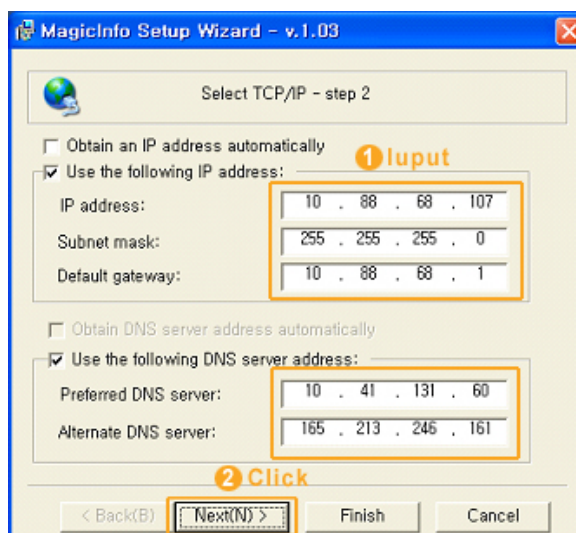 MagicInfo Setup Wizard - v.1.03
Select TCP/IP - step 2
Obtain an IP address automatically
1 Iuput
Use the following IP address:
IP address: 10 . 88 . 68 . 107
Subnet mask: 255 . 255 . 255 . 0
Default gateway: 10 . 88 . 68 . 1
Obtain DNS server address automatically
Use the following DNS server address:
Preferred DNS server: 10 . 41 . 131 . 60
Alternate DNS server: 165 . 213 . 246 . 161
2 Click
< Back(B) Next(N) > Finish Cancel